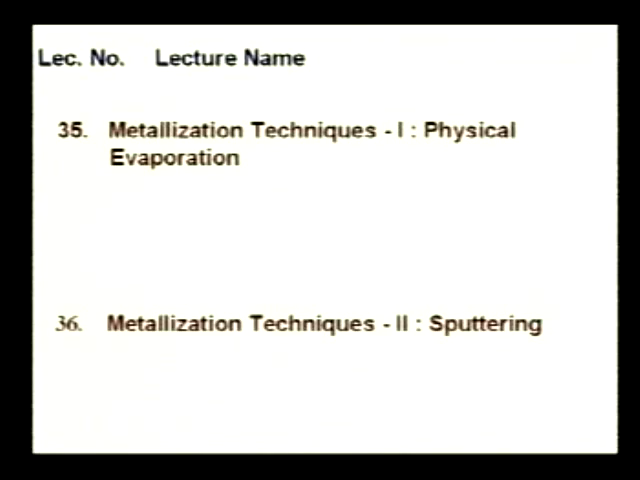 Lec. No. Lecture Name
35. Metallization Techniques - I : Physical
Evaporation
36. Metallization Techniques - II : Sputtering